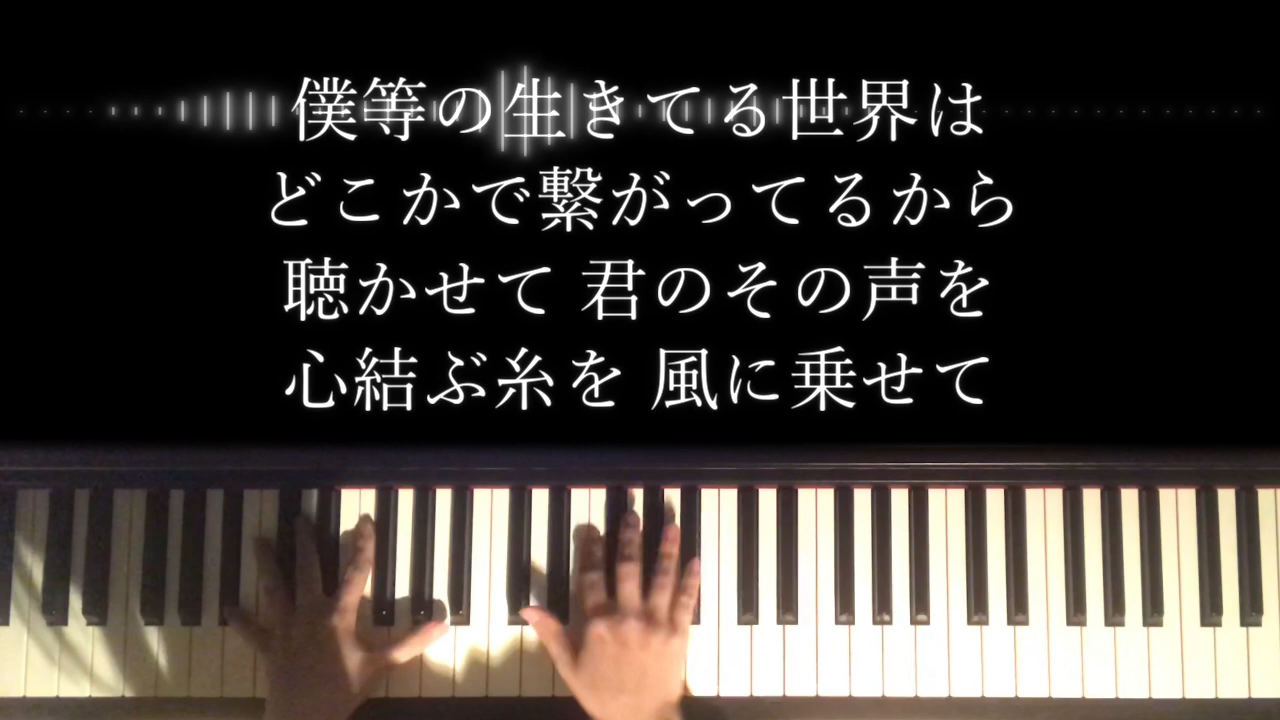 僕等の生きてる世界は
どこかで繋がってるから
聴かせて 君のその声を
心結ぶ糸を 風に乗せて